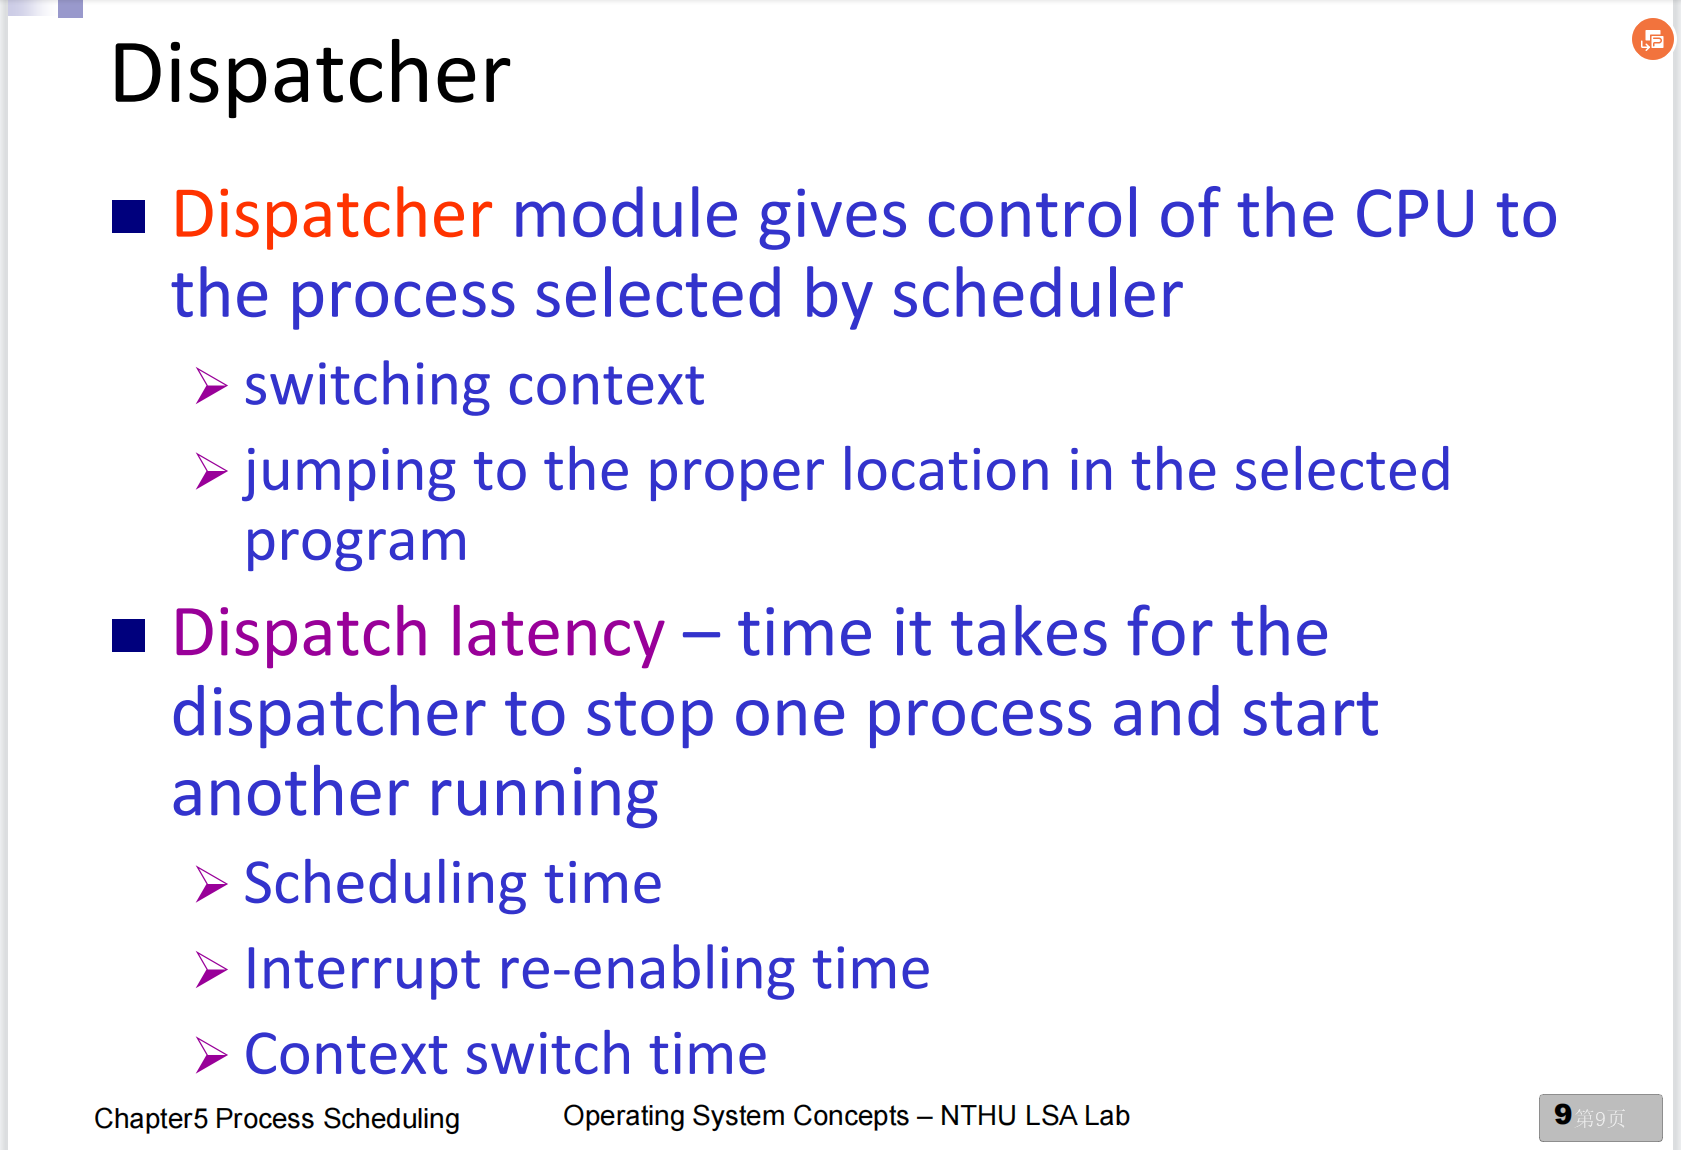 Dispatcher
Dispatcher module gives control of the CPU to
the process selected by scheduler
switching context
jumping to the proper location in the selected
program
Dispatch latency – time it takes for the
dispatcher to stop one process and start
another running
Scheduling time
Interrupt re-enabling time
Context switch time
Chapter5 Process Scheduling
Operating System Concepts – NTHU LSA Lab
9 第9页